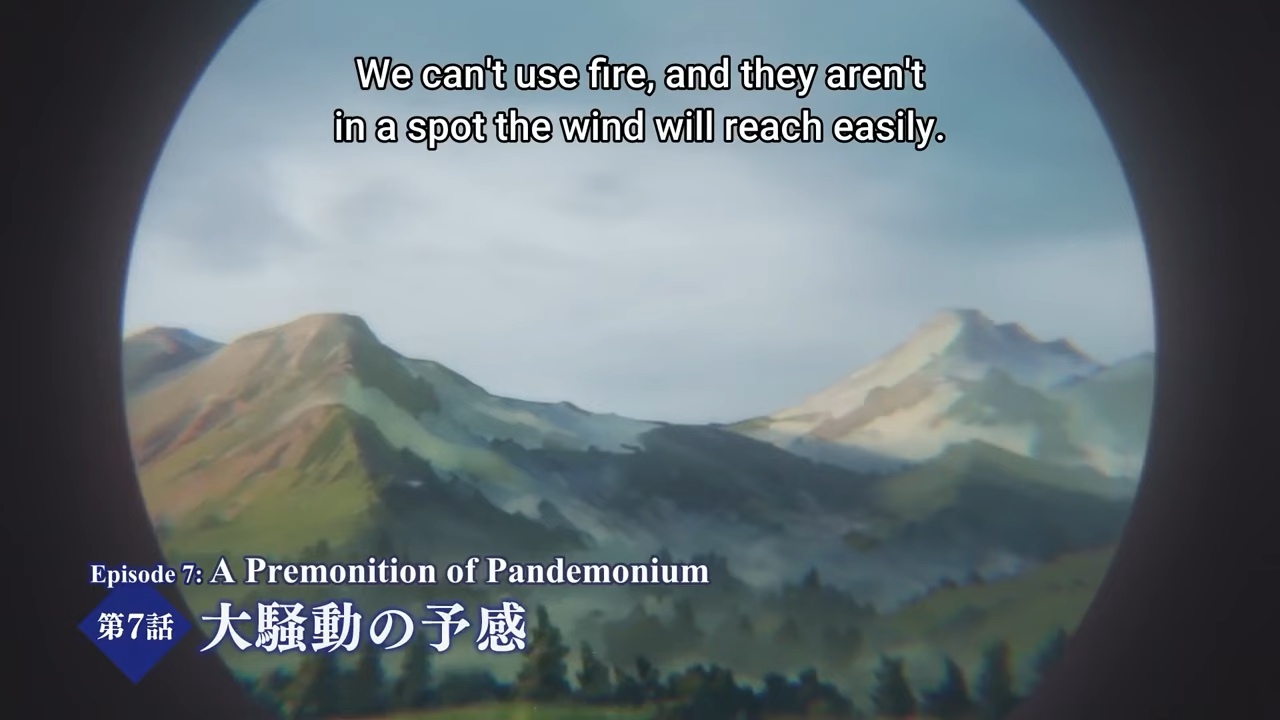 We can't use fire, and they aren't
in a spot the wind will reach easily.
Episode 7: A Premonition of Pandemonium
第7話 大騒動の予感